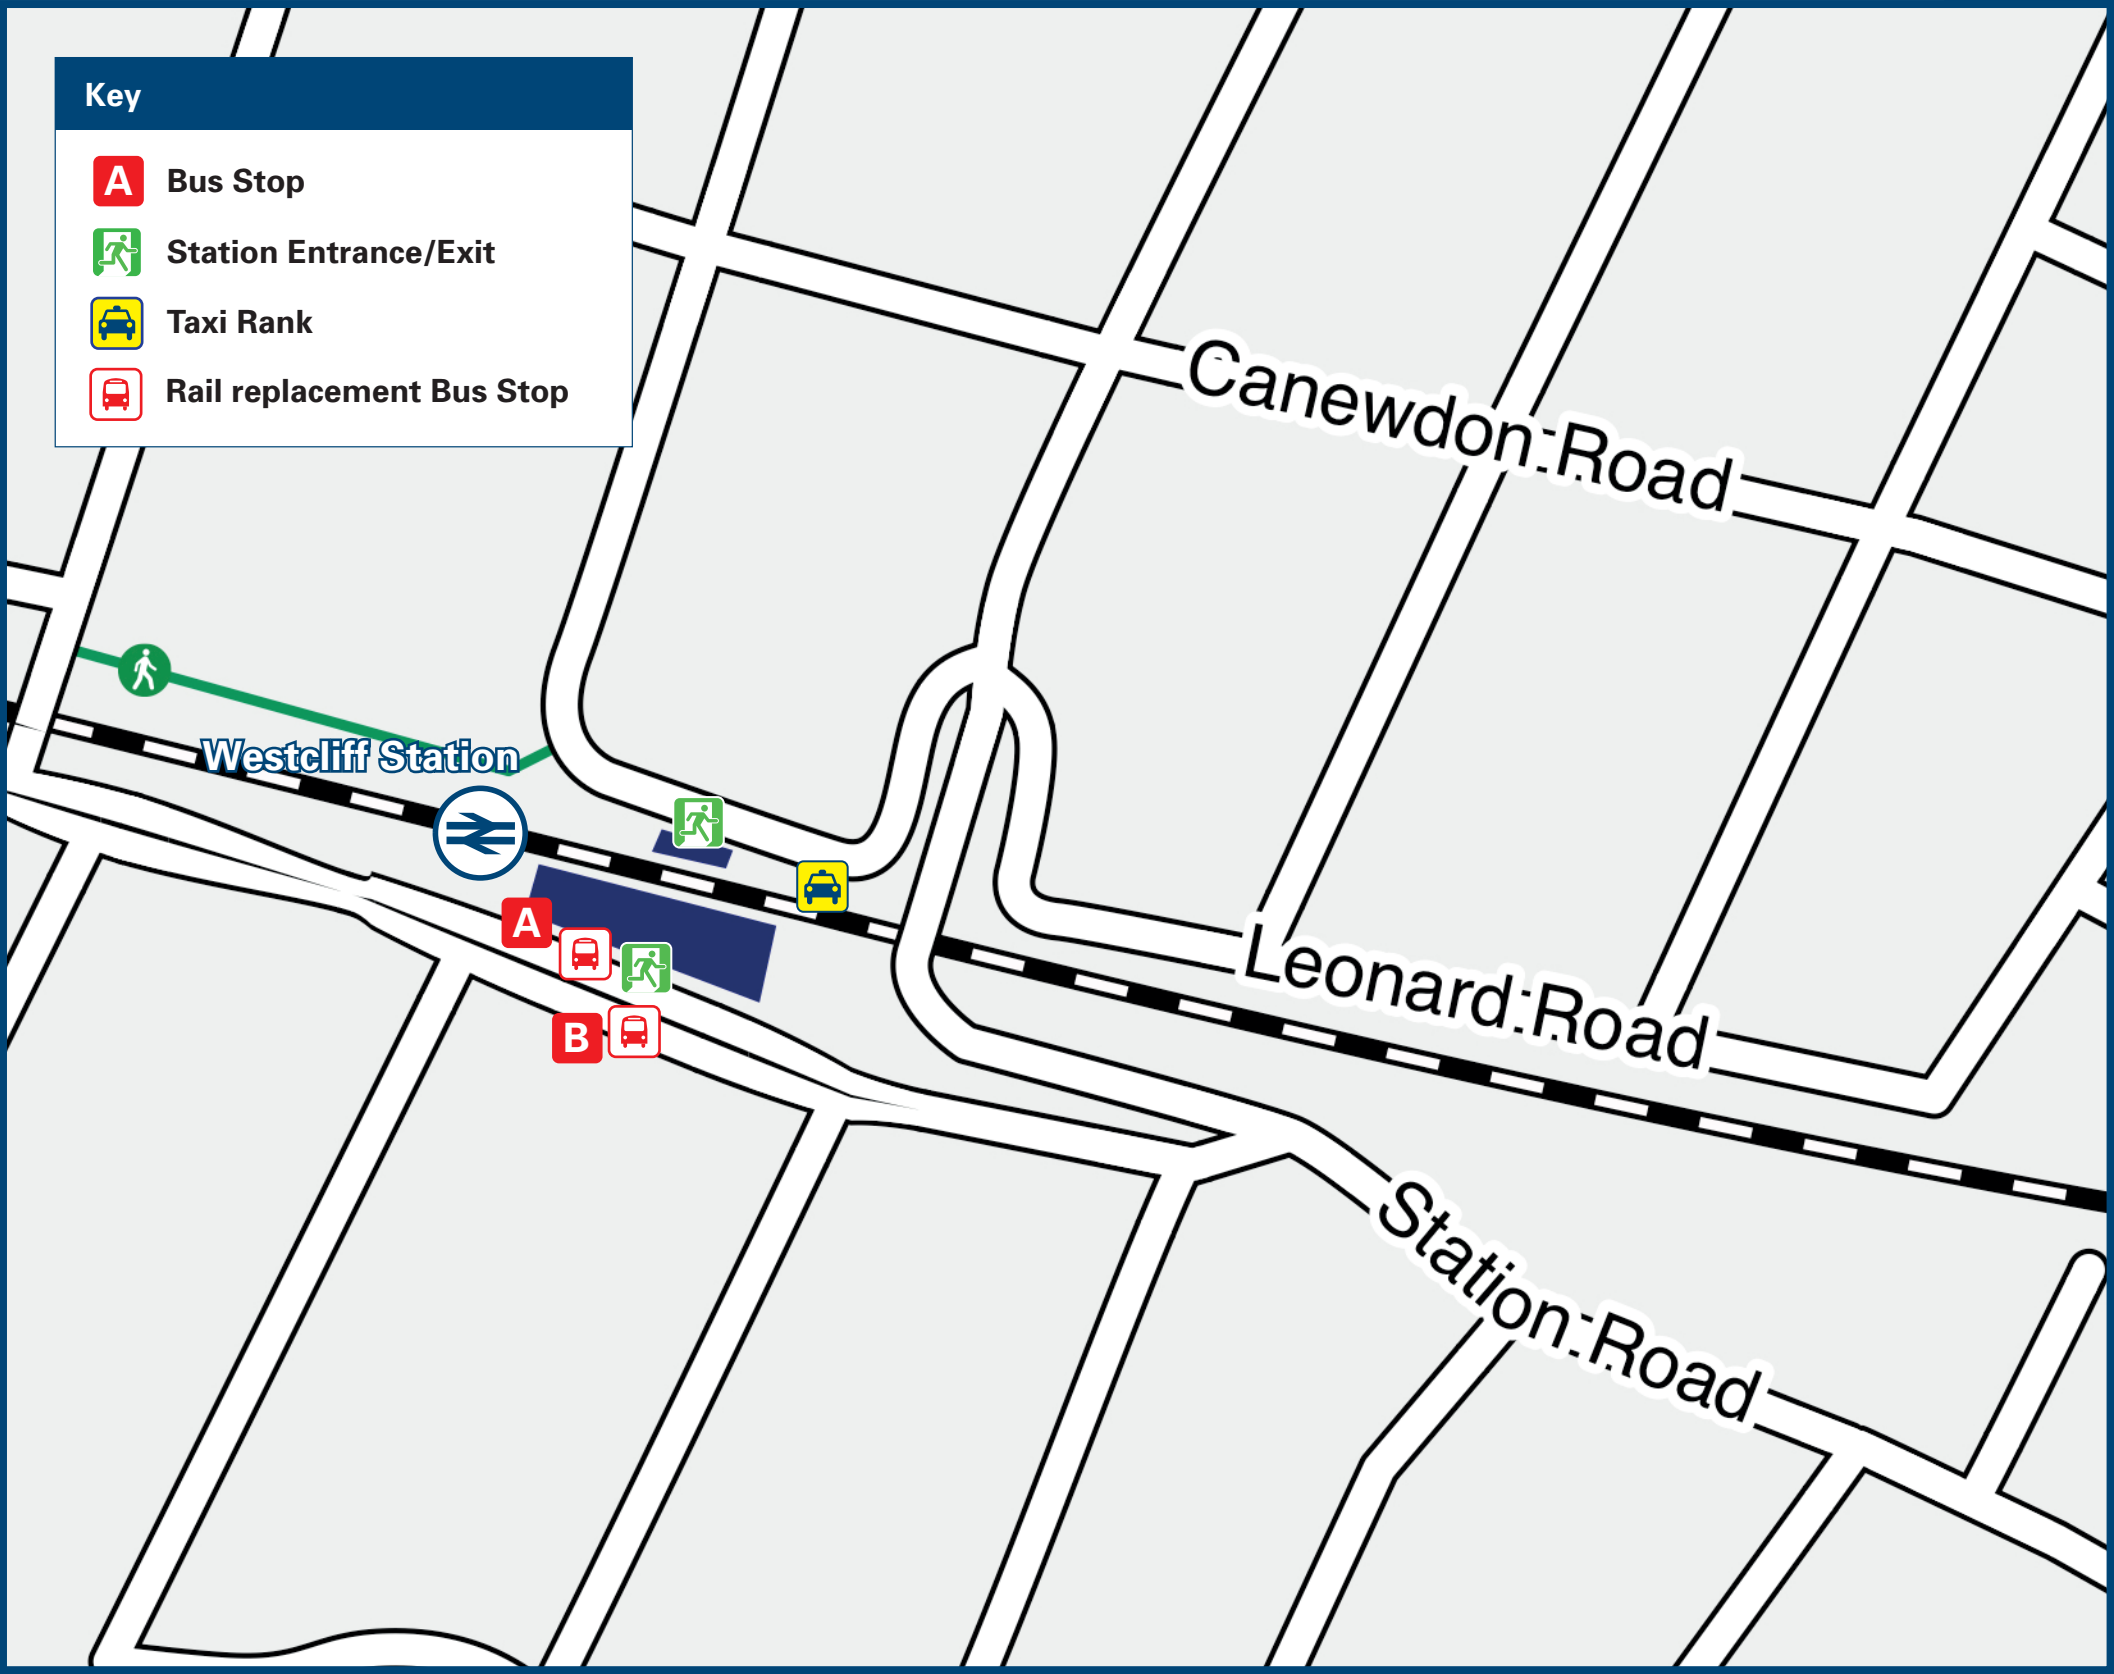 Key
A Bus Stop
Station Entrance/Exit
Taxi Rank
Rail replacement Bus Stop
Canewdon Road
Westcliff Station
A
B
Leonard Road
Station Road